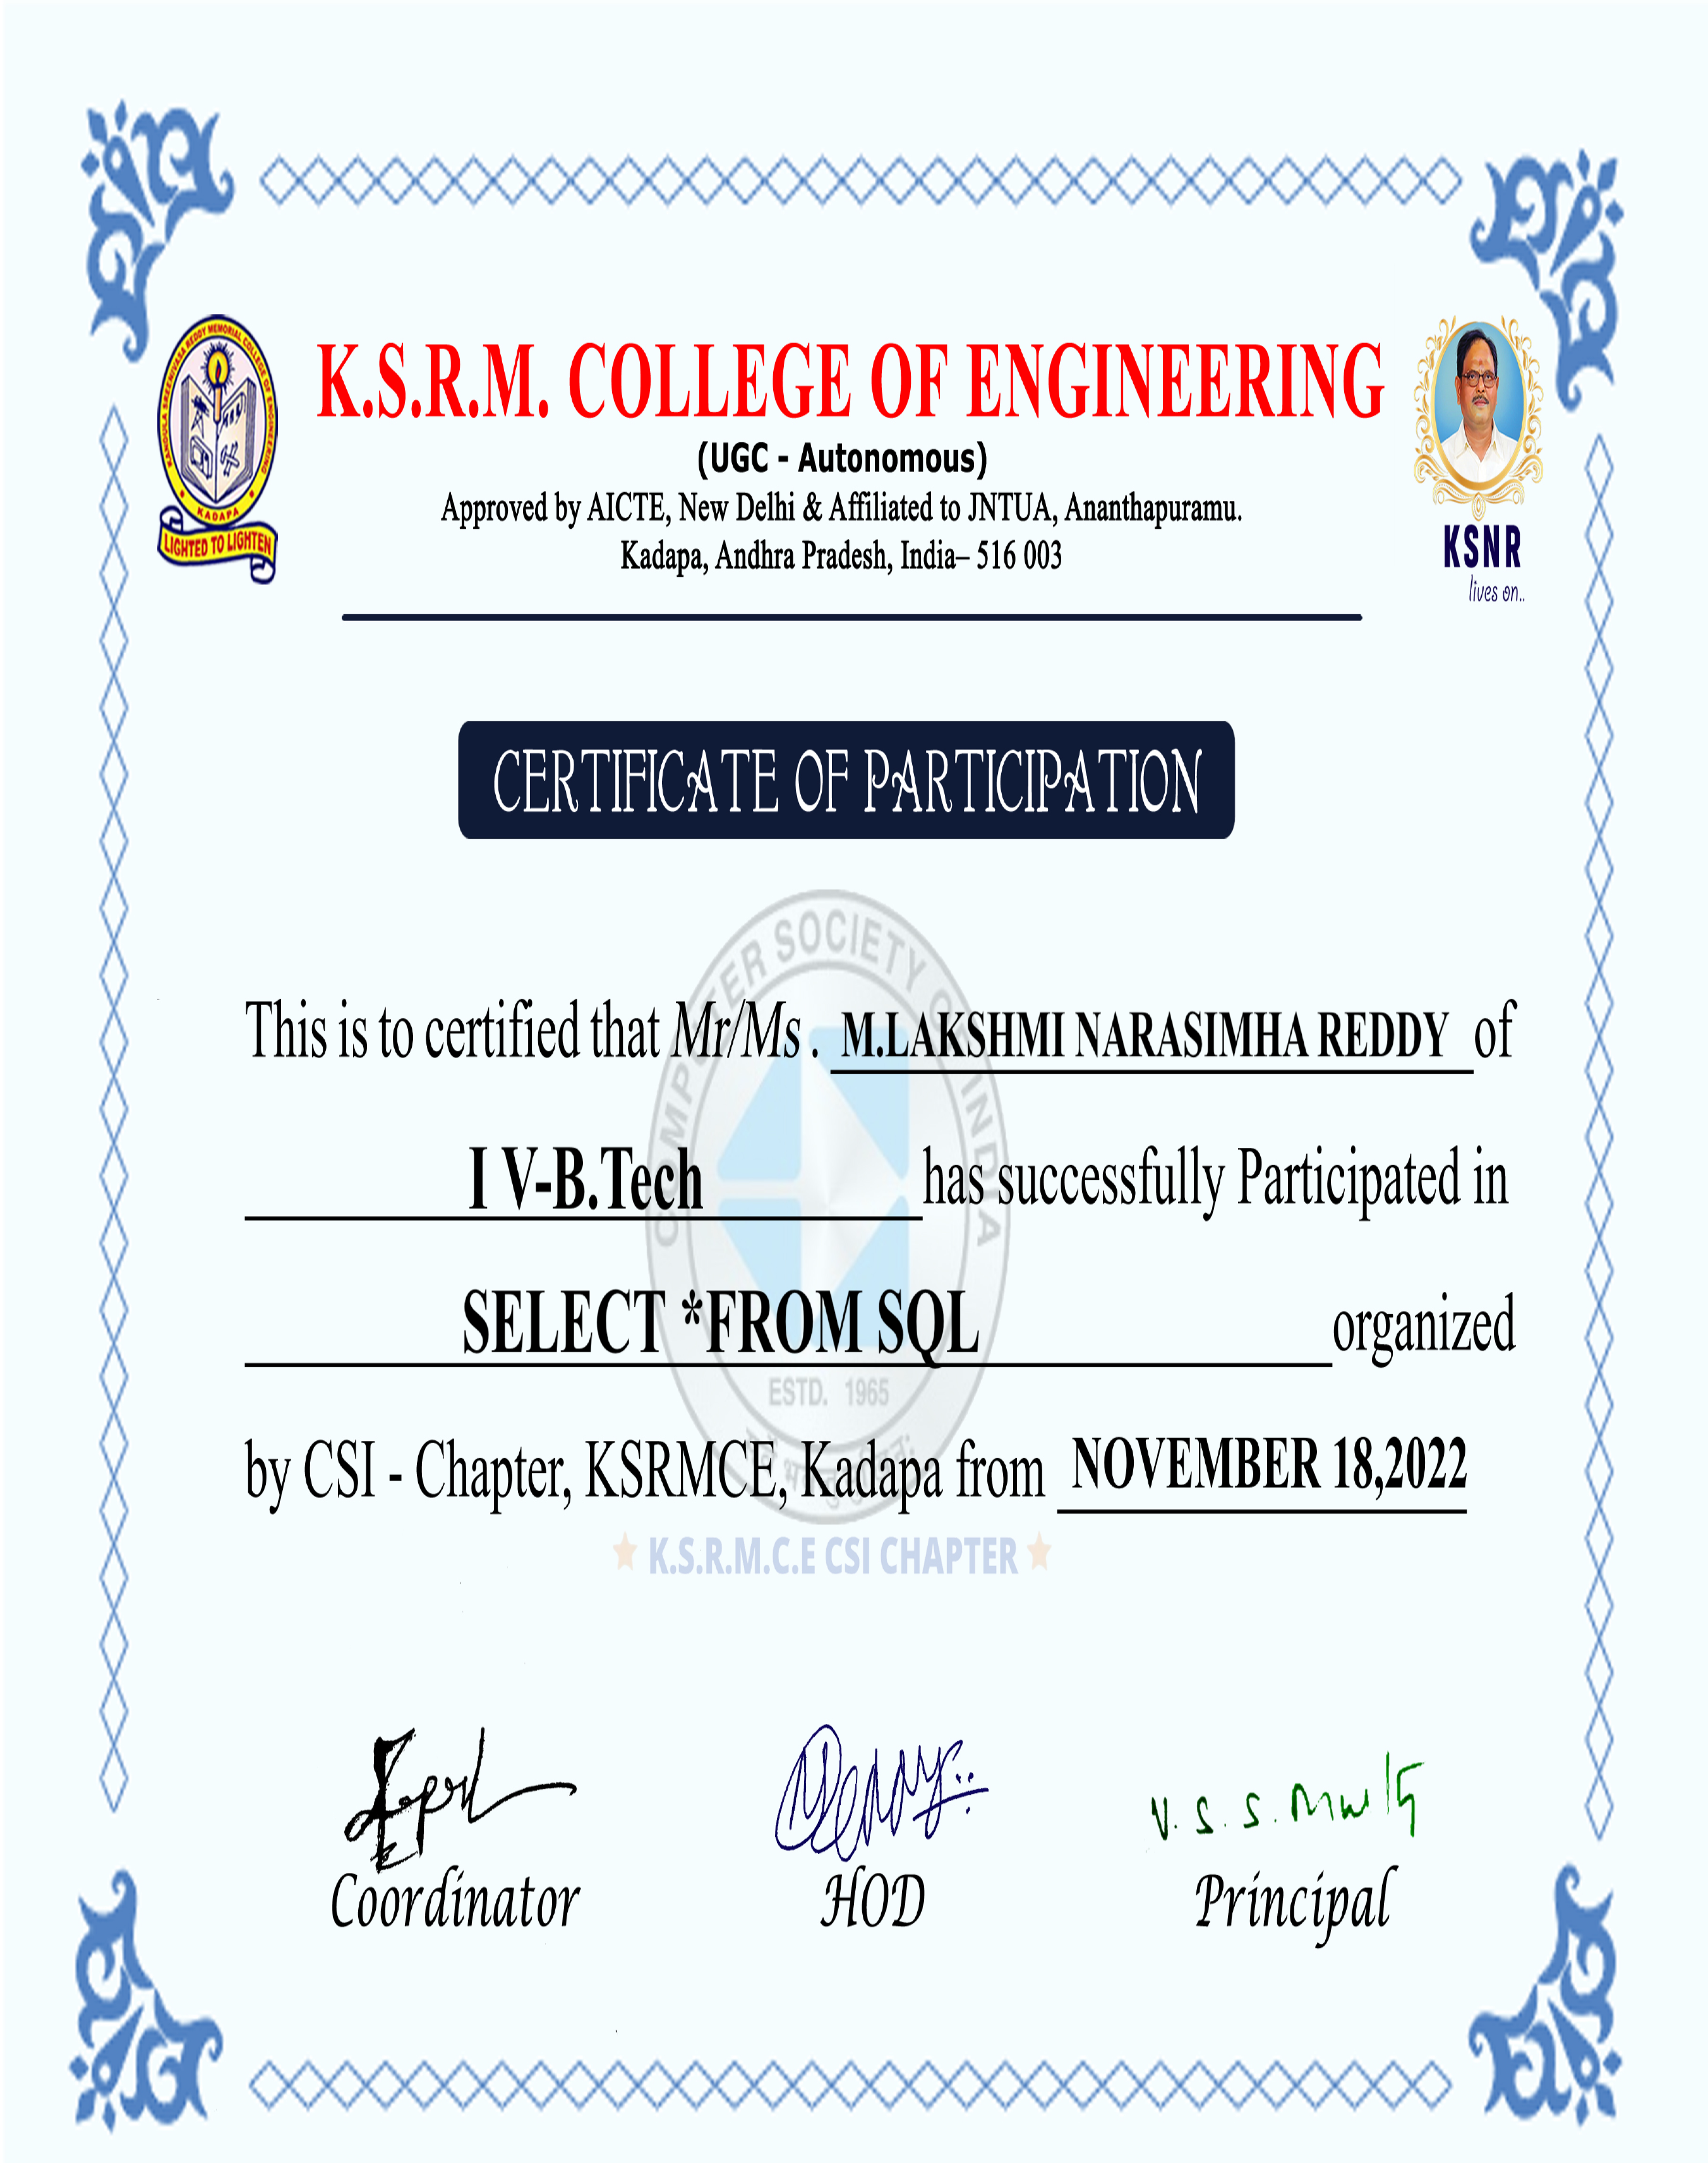 K.S.R.M. COLLEGE OF ENGINEERING
(UGC - Autonomous)
Approved by AICTE, New Delhi & Affiliated to JNTUA, Ananthapuramu.
Kadapa, Andhra Pradesh, India– 516 003
KANDULA SREENIVASA REDDY MEMORIAL COLLEGE OF ENGINEERING
KADAPA
LIGHTED TO LIGHTEN
KSNR
lives on..
CERTIFICATE OF PARTICIPATION
COMPUTER SOCIETY OF INDIA
This is to certified that Mr/Ms . M.LAKSHMI NARASIMHA REDDY of
I V-B.Tech has successfully Participated in
SELECT *FROM SQL organized
ESTD. 1965
by CSI - Chapter, KSRMCE, Kadapa from NOVEMBER 18,2022
K.S.R.M.C.E CSI CHAPTER
V. S. S. Murthy
Coordinator HOD Principal